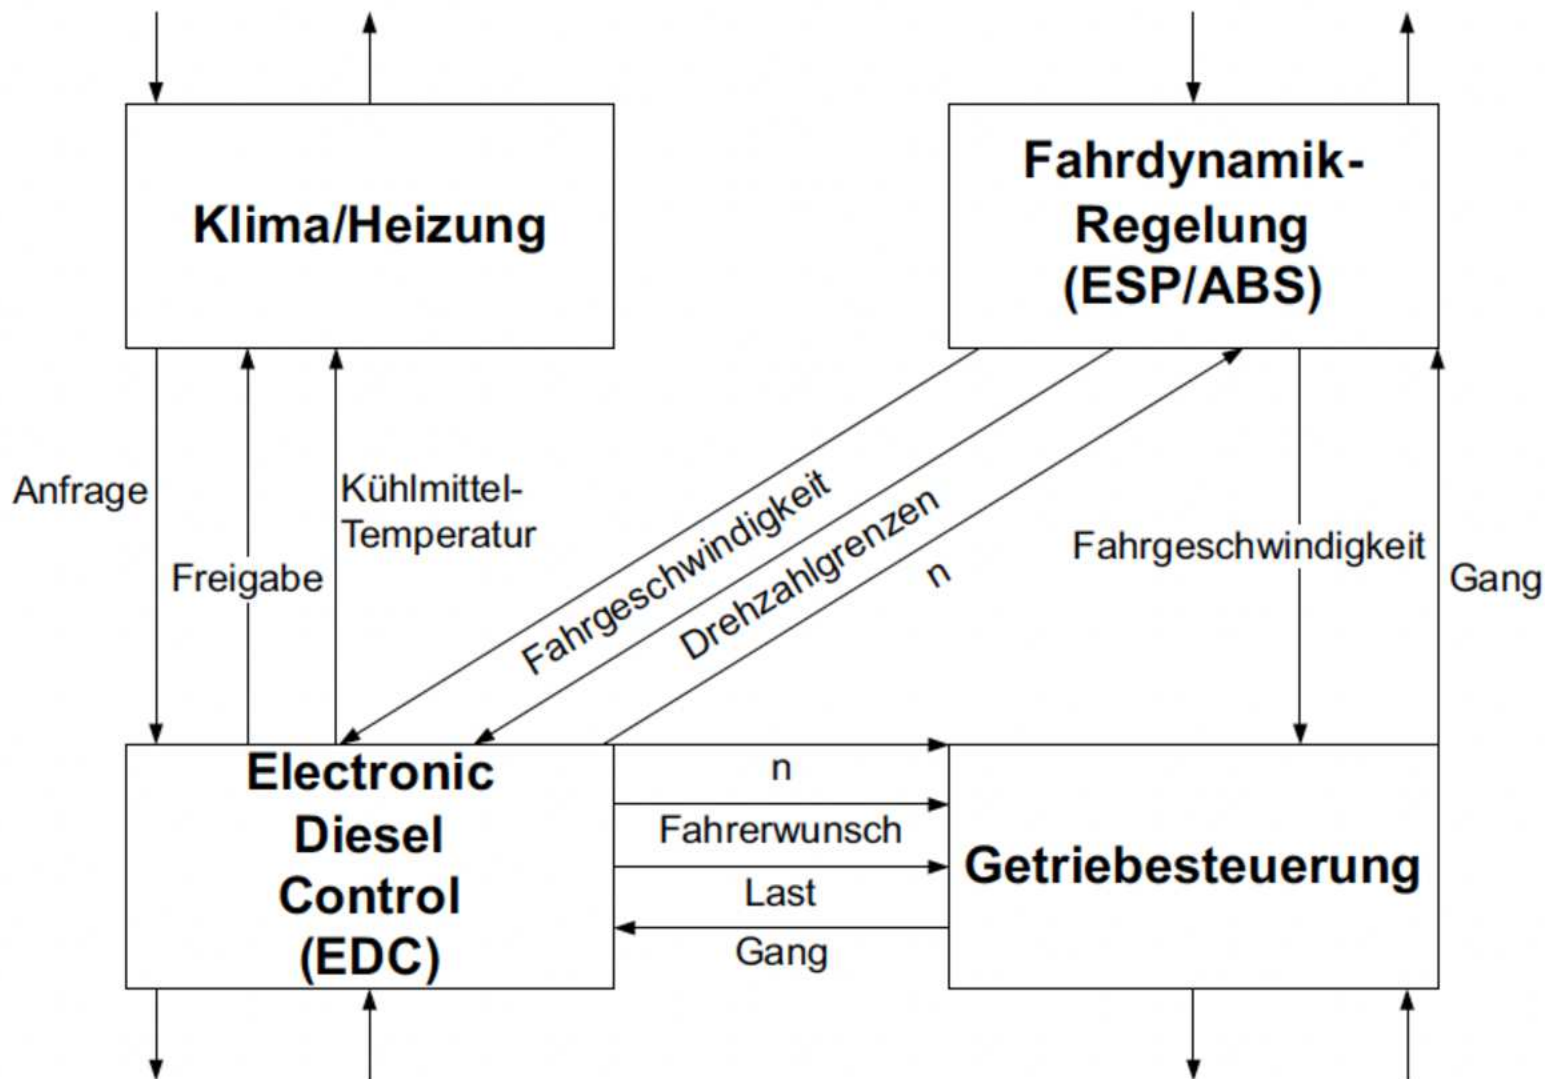 Klima/Heizung
Fahrdynamik-
Regelung
(ESP/ABS)
Anfrage
Freigabe
Kühlmittel-
Temperatur
Fahrgeschwindigkeit
Drehzahlgrenzen
n
Fahrgeschwindigkeit
Gang
Electronic
Diesel
Control
(EDC)
n
Fahrerwunsch
Last
Gang
Getriebesteuerung